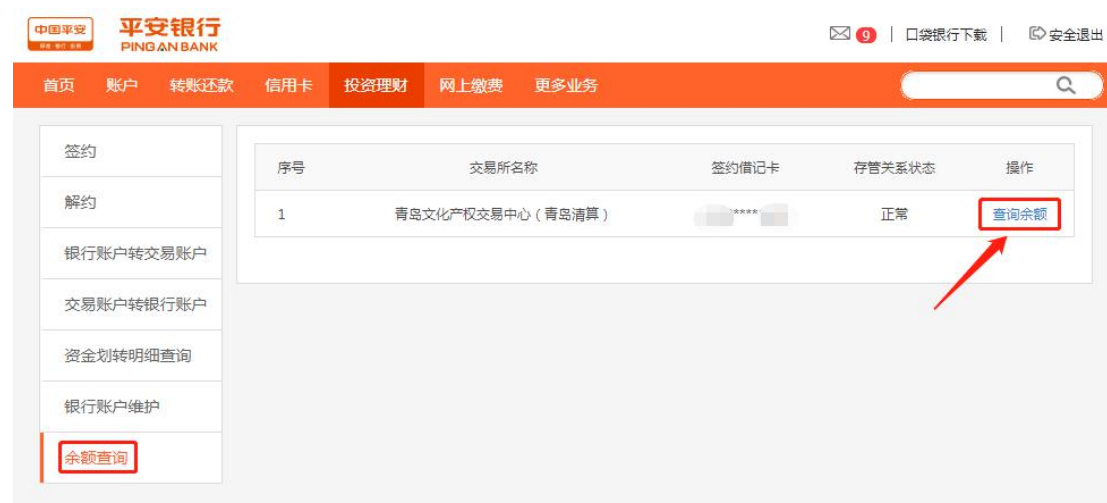 中国平安
平安银行
PING AN BANK
9
口袋银行下载
安全退出
首页 账户 转账还款 信用卡 投资理财 网上缴费 更多业务
签约
解约
银行账户转交易账户
交易账户转银行账户
资金划转明细查询
银行账户维护
余额查询
序号 交易所名称 签约借记卡 存管关系状态 操作
1 青岛文化产权交易中心（青岛清算） **** 正常 查询余额